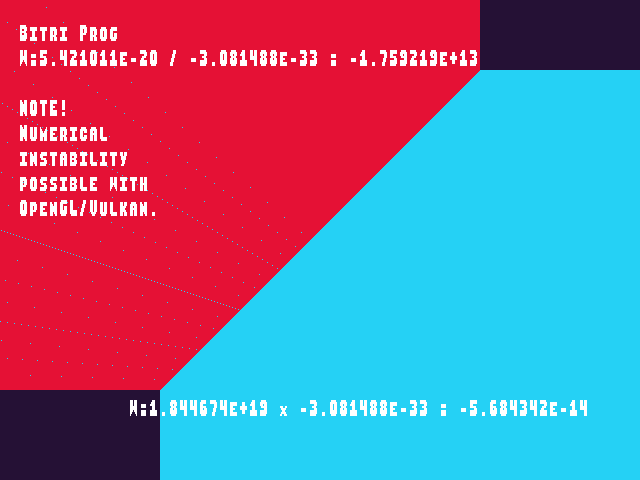 Bitri Prog
W:5.421011e-20 / -3.081488e-33 : -1.759219e+13
NOTE!
Numerical
instability
possible with
OpenGL/Vulkan.
W:1.844674e+19 x -3.081488e-33 : -5.684342e-14